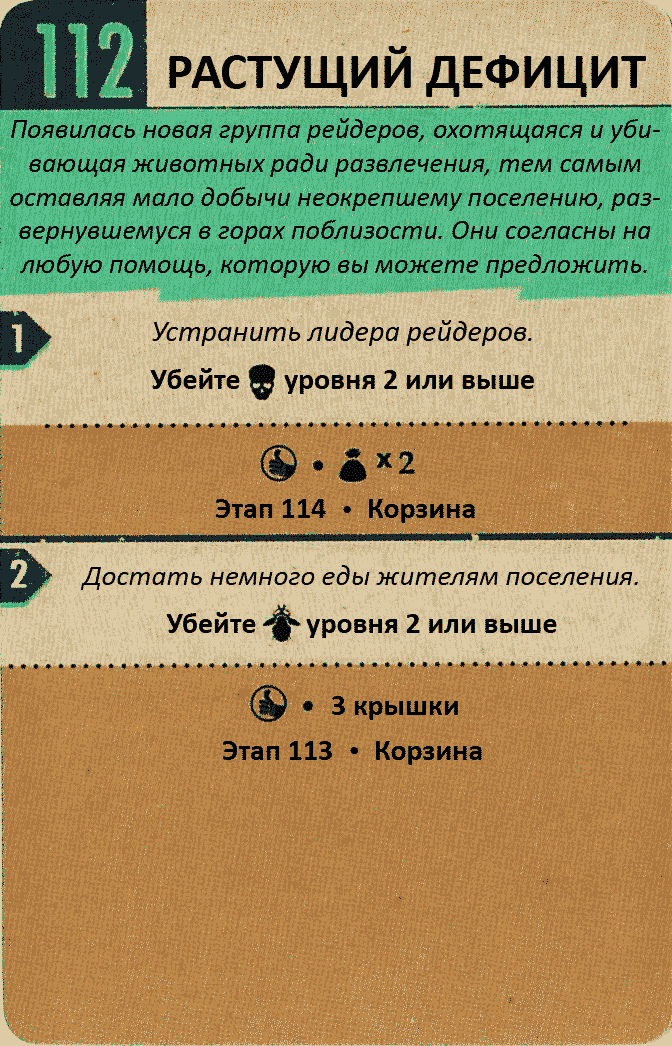 112
РАСТУЩИЙ ДЕФИЦИТ
Появилась новая группа рейдеров, охотящаяся и уби-
вающая животных ради развлечения, тем самым
оставляя мало добычи неокрепшему поселению, раз-
вернувшемуся в горах поблизости. Они согласны на
любую помощь, которую вы можете предложить.
1
Устранить лидера рейдеров.
Убейте уровня 2 или выше
• x 2
Этап 114 • Корзина
2
Достать немного еды жителям поселения.
Убейте уровня 2 или выше
• 3 крышки
Этап 113 • Корзина